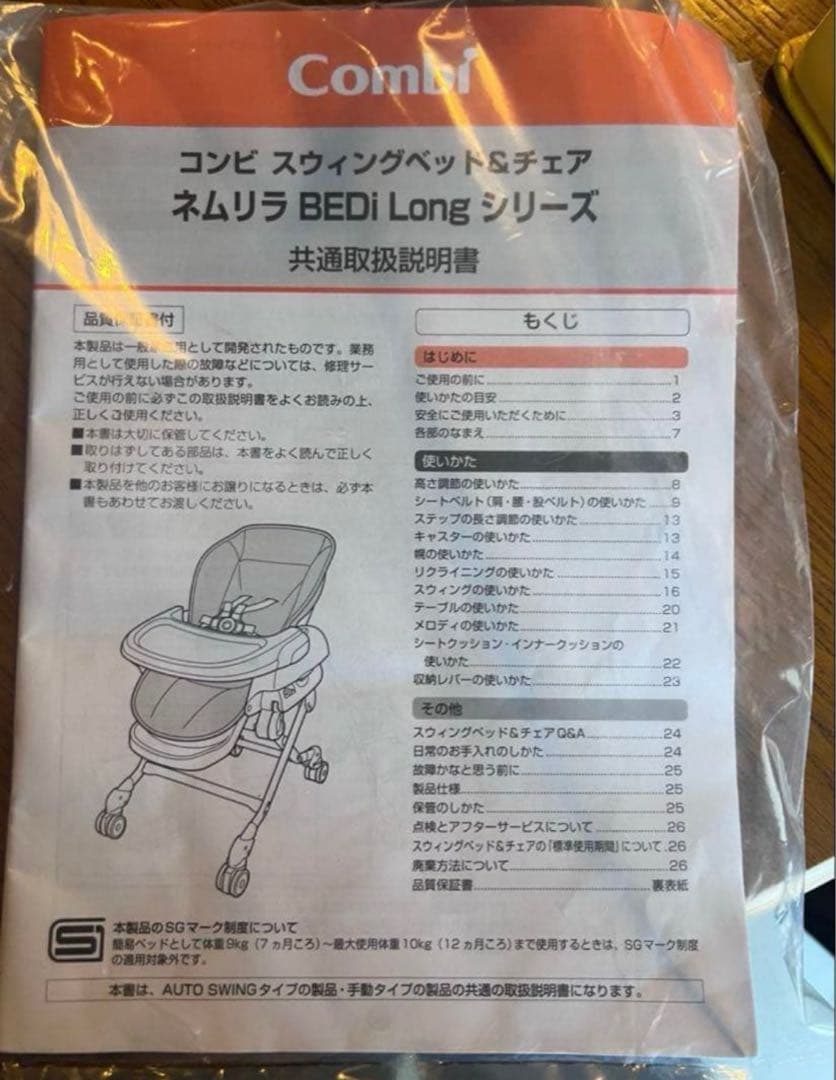 Combi
コンビ スウィングベッド&チェア
ネムリラ BEDi Long シリーズ
共通取扱説明書
品質保証書付
本製品は一般家庭用として開発されたものです。業務
用として使用した際の故障などについては、修理サー
ビスが行えない場合があります。
ご使用の前に必ずこの取扱説明書をよくお読みの上、
正しくご使用ください。
■本書は大切に保管してください。
■取りはずしてある部品は、本書をよく読んで正しく
取り付けてください。
■本製品を他のお客様にお譲りになるときは、必ず本
書もあわせてお渡しください。
もくじ
はじめに
ご使用の前に 1
使いかたの目安 2
安全にご使用いただくために 3
各部のなまえ 7
使いかた
高さ調節の使いかた 8
シートベルト(肩・腰・股ベルト)の使いかた 9
ステップの長さ調節の使いかた 13
キャスターの使いかた 13
幌の使いかた 14
リクライニングの使いかた 15
スウィングの使いかた 16
テーブルの使いかた 20
メロディの使いかた 21
シートクッション・インナークッションの
使いかた 22
収納レバーの使いかた 23
その他
スウィングベッド&チェアQ&A 24
日常のお手入れのしかた 24
故障かなと思う前に 25
製品仕様 25
保管のしかた 25
点検とアフターサービスについて 26
スウィングベッド&チェアの「標準使用期間」について 26
廃棄方法について 26
品質保証書 裏表紙
本製品のSGマーク制度について
簡易ベッドとして体重9kg(7ヵ月ごろ)~最大使用体重10kg(12ヵ月ごろ)まで使用するときは、SGマーク制度
の適用対象外です。
本書は、AUTO SWINGタイプの製品・手動タイプの製品の共通の取扱説明書になります。